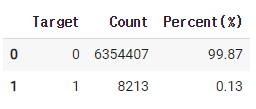 Target Count Percent(%)
0 0 6354407 99.87
1 1 8213 0.13